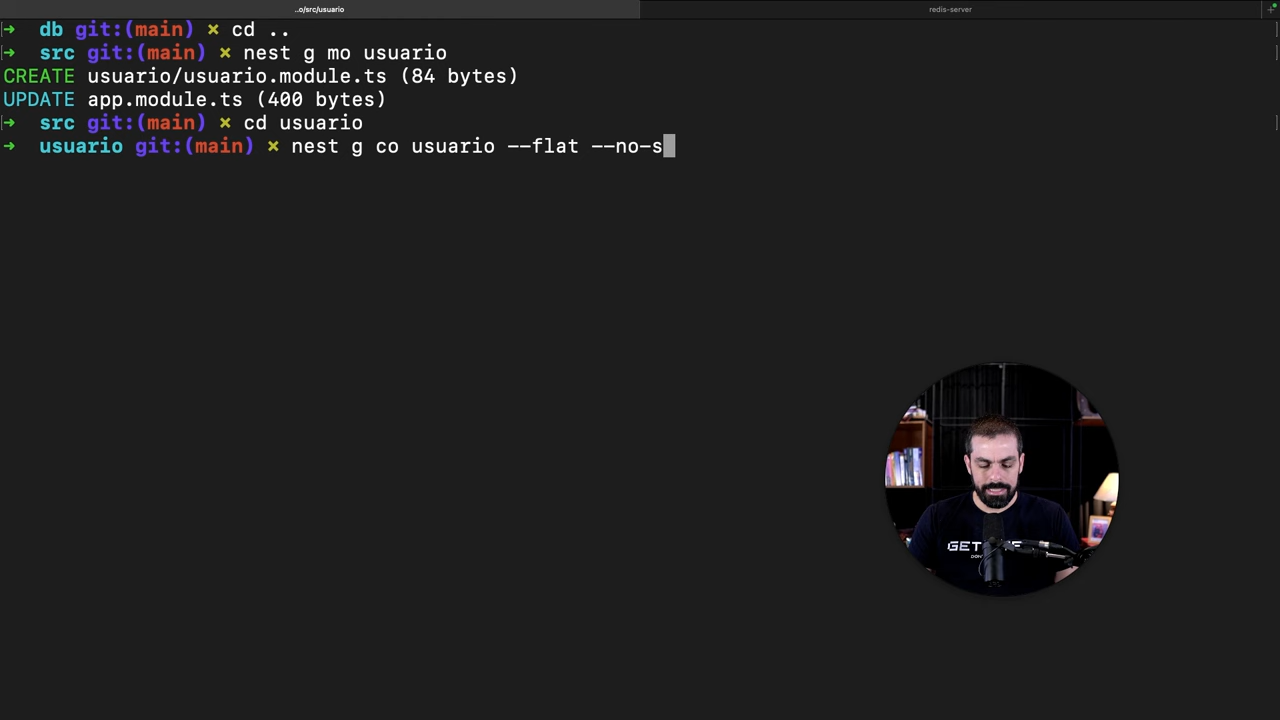 ..o/src/usuario
redis-server
+
→ db git:(main) × cd ..
→ src git:(main) × nest g mo usuario
CREATE usuario/usuario.module.ts (84 bytes)
UPDATE app.module.ts (400 bytes)
→ src git:(main) × cd usuario
→ usuario git:(main) × nest g co usuario --flat --no-s
GET